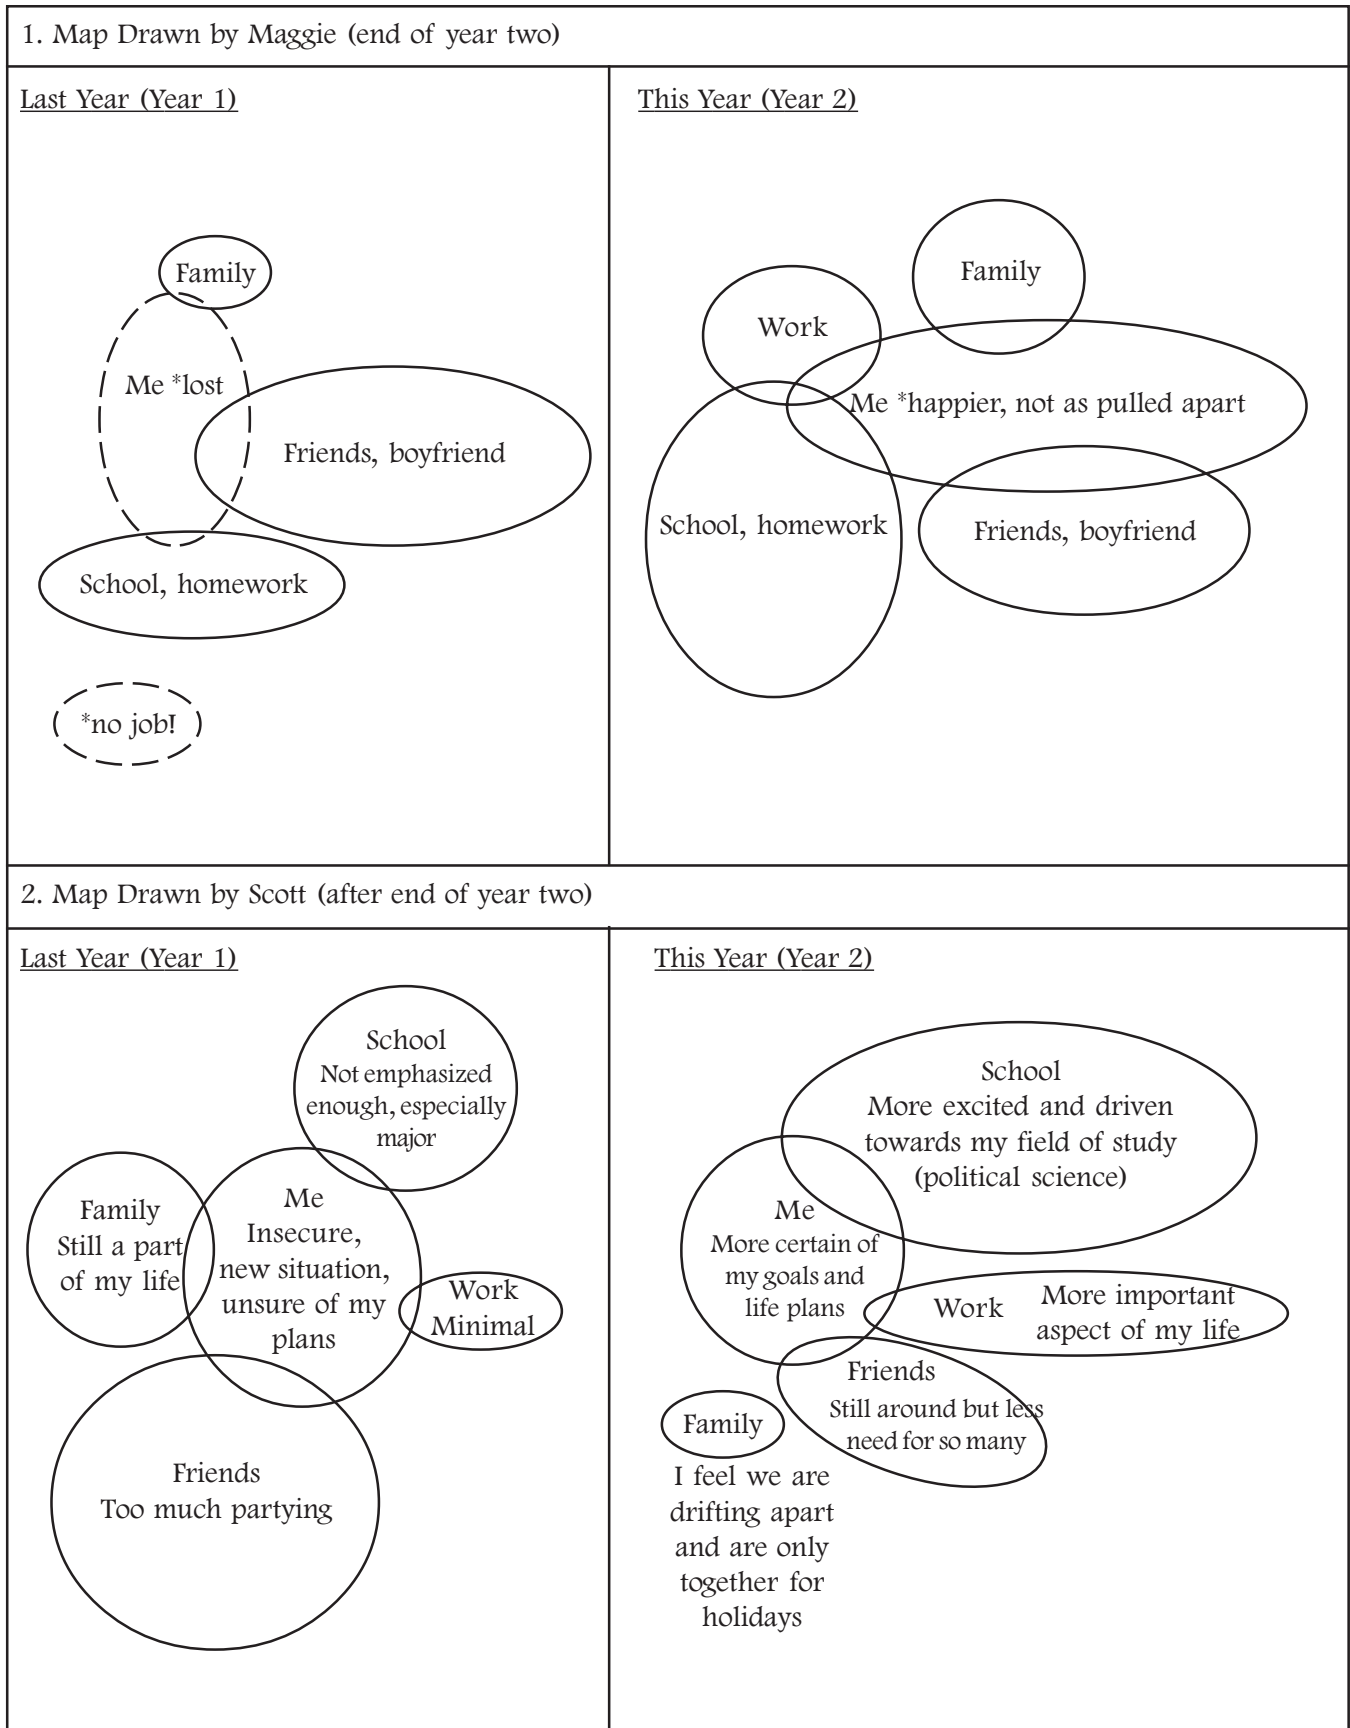 1. Map Drawn by Maggie (end of year two)
Last Year (Year 1)
Family
Me *lost
Friends, boyfriend
School, homework
*no job!
This Year (Year 2)
Family
Work
Me *happier, not as pulled apart
School, homework
Friends, boyfriend
2. Map Drawn by Scott (after end of year two)
Last Year (Year 1)
School
Not emphasized
enough, especially
major
Family
Still a part
of my life
Me
Insecure,
new situation,
unsure of my
plans
Work
Minimal
Friends
Too much partying
This Year (Year 2)
School
More excited and driven
towards my field of study
(political science)
Me
More certain of
my goals and
life plans
Work
More important
aspect of my life
Friends
Still around but less
need for so many
Family
I feel we are
drifting apart
and are only
together for
holidays